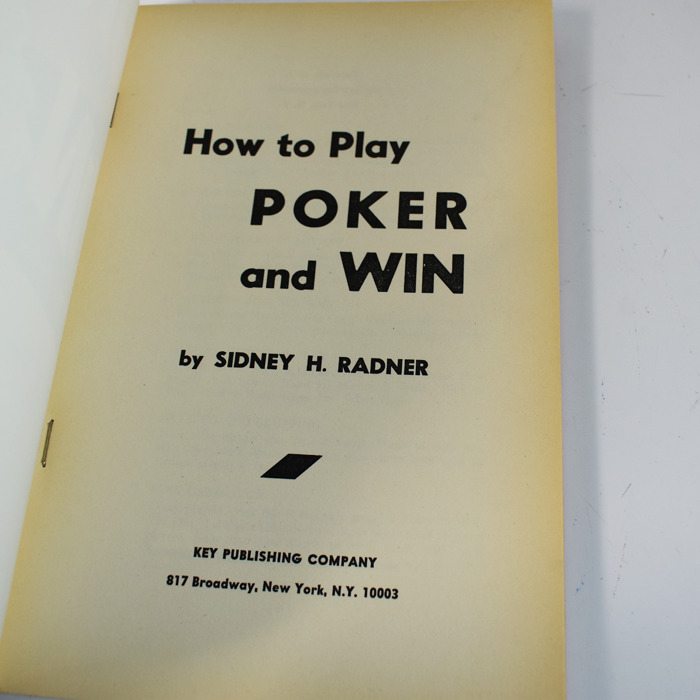 How to Play
POKER
and WIN
by SIDNEY H. RADNER
KEY PUBLISHING COMPANY
817 Broadway, New York, N.Y. 10003